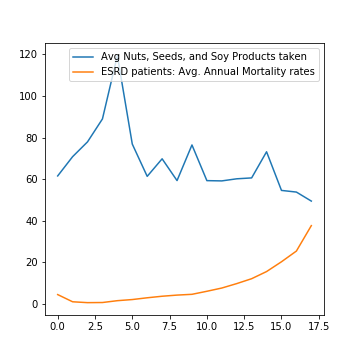 Avg Nuts, Seeds, and Soy Products taken
ESRD patients: Avg. Annual Mortality rates
120
100
80
60
40
20
0
0.0 2.5 5.0 7.5 10.0 12.5 15.0 17.5